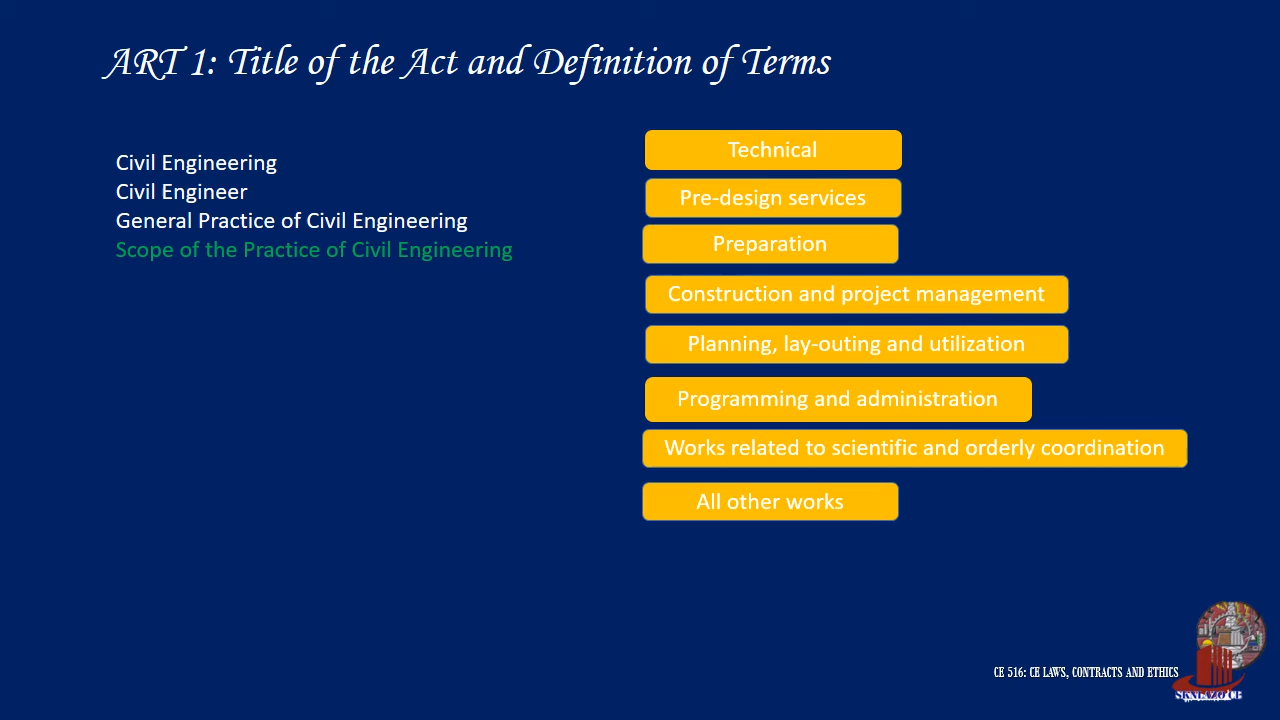 ART 1: Title of the Act and Definition of Terms
Civil Engineering
Civil Engineer
General Practice of Civil Engineering
Scope of the Practice of Civil Engineering
Technical
Pre-design services
Preparation
Construction and project management
Planning, lay-outing and utilization
Programming and administration
Works related to scientific and orderly coordination
All other works
CE 516: CE LAWS, CONTRACTS AND ETHICS